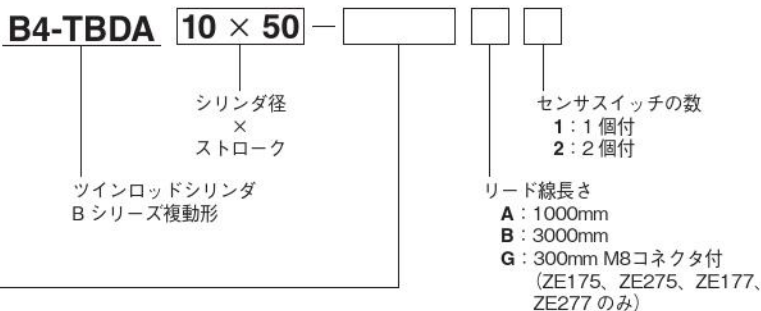 B4-TBDA 10 × 50 －
シリンダ径
×
ストローク
センサスイッチの数
1：1 個付
2：2 個付
ツインロッドシリンダ
B シリーズ複動形
リード線長さ
A：1000mm
B：3000mm
G：300mm M8コネクタ付
（ZE175、ZE275、ZE177、
ZE277 のみ）